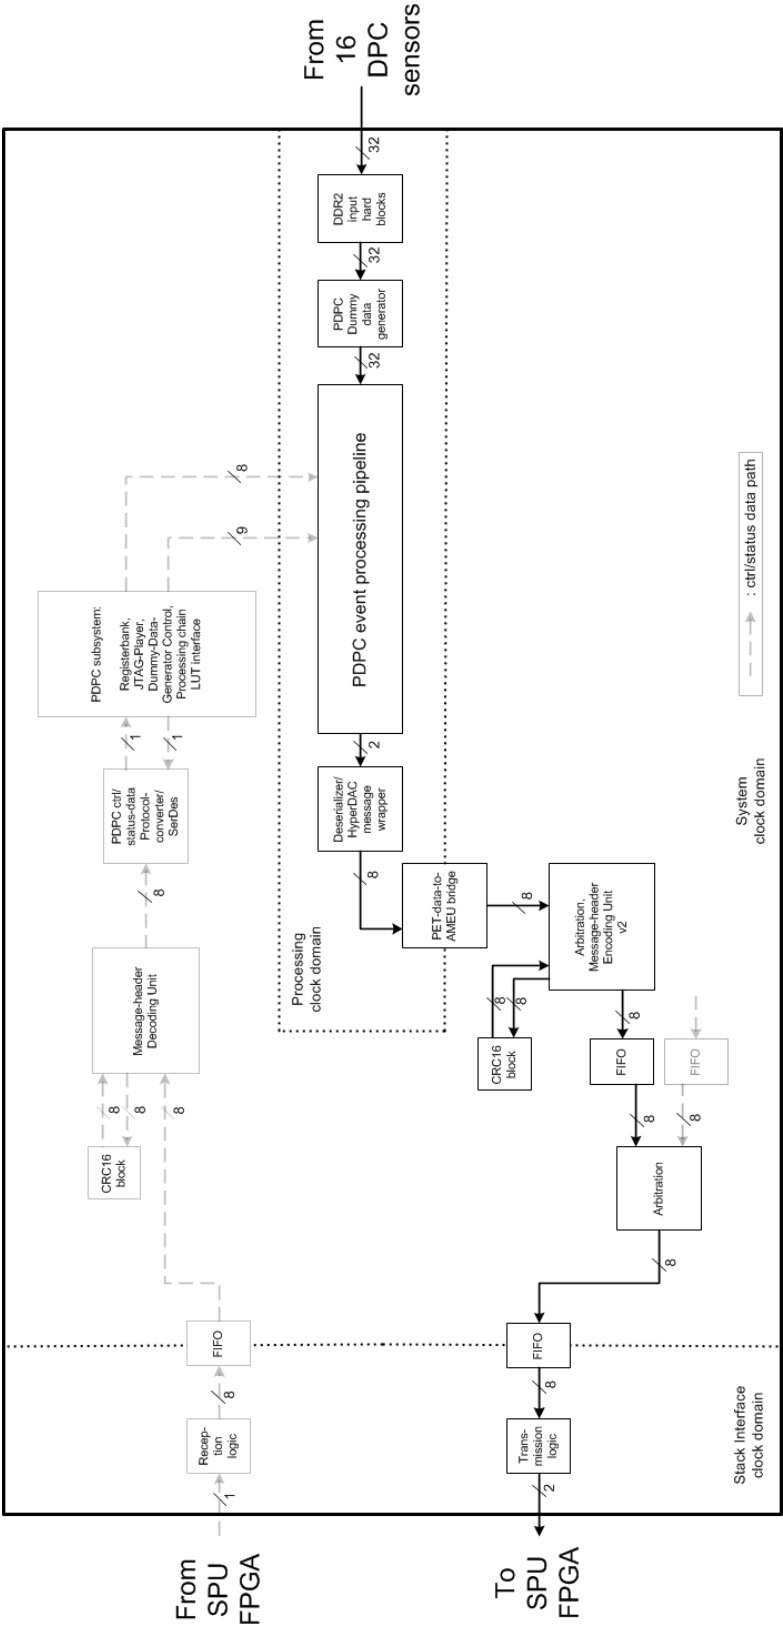 From
16
DPC
sensors
32
DDR2
input
hard
blocks
32
PDPC
Dummy
data
generator
32
PDPC event processing pipeline
8
9
PDPC subsystem:
Registerbank,
JTAG-Player,
Dummy-Data-
Generator Control,
Processing chain
LUT interface
1
1
PDPC ctrl/
status-data
Protocol-
converter/
SerDes
8
Message-header
Decoding Unit
8
8
8
CRC16
block
FIFO
8
Recep-
tion
logic
1
From
SPU
FPGA
2
Deserializer/
HyperDAC
message
wrapper
8
PET-data-to-
AMEU bridge
Processing
clock domain
8
Arbitration,
Message-header
Encoding Unit
v2
8
8
CRC16
block
8
FIFO
FIFO
8
8
Arbitration
8
FIFO
8
Trans-
mission
logic
2
To
SPU
FPGA
: ctrl/status data path
System
clock domain
Stack Interface
clock domain